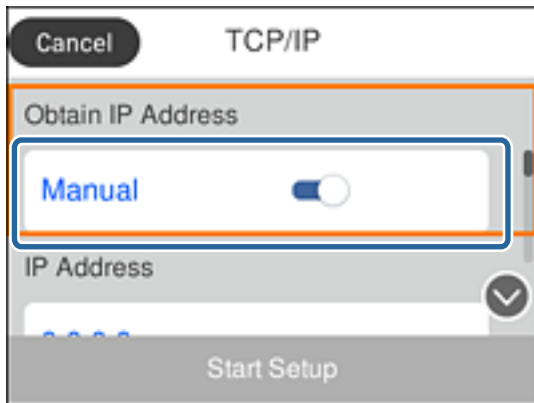 Cancel
TCP/IP
Obtain IP Address
Manual
IP Address
Start Setup